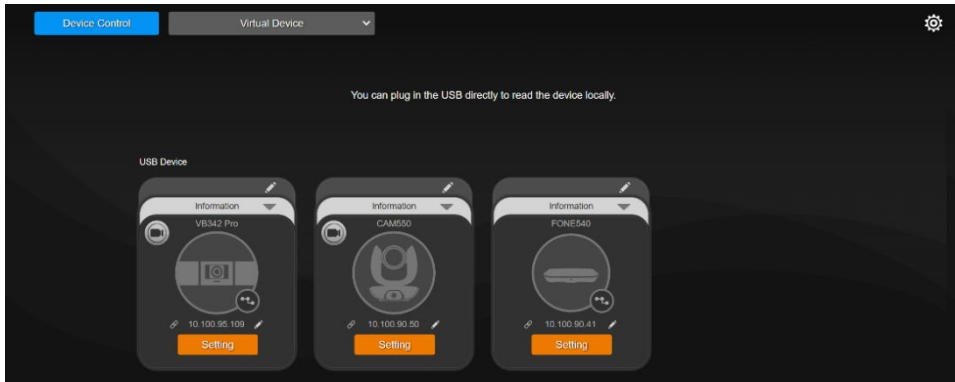 Device Control
Virtual Device
You can plug in the USB directly to read the device locally.
USB Device
Information
VB342 Pro
10.100.95.109
Setting
Information
CAM550
10.100.90.50
Setting
Information
FONE540
10.100.90.41
Setting